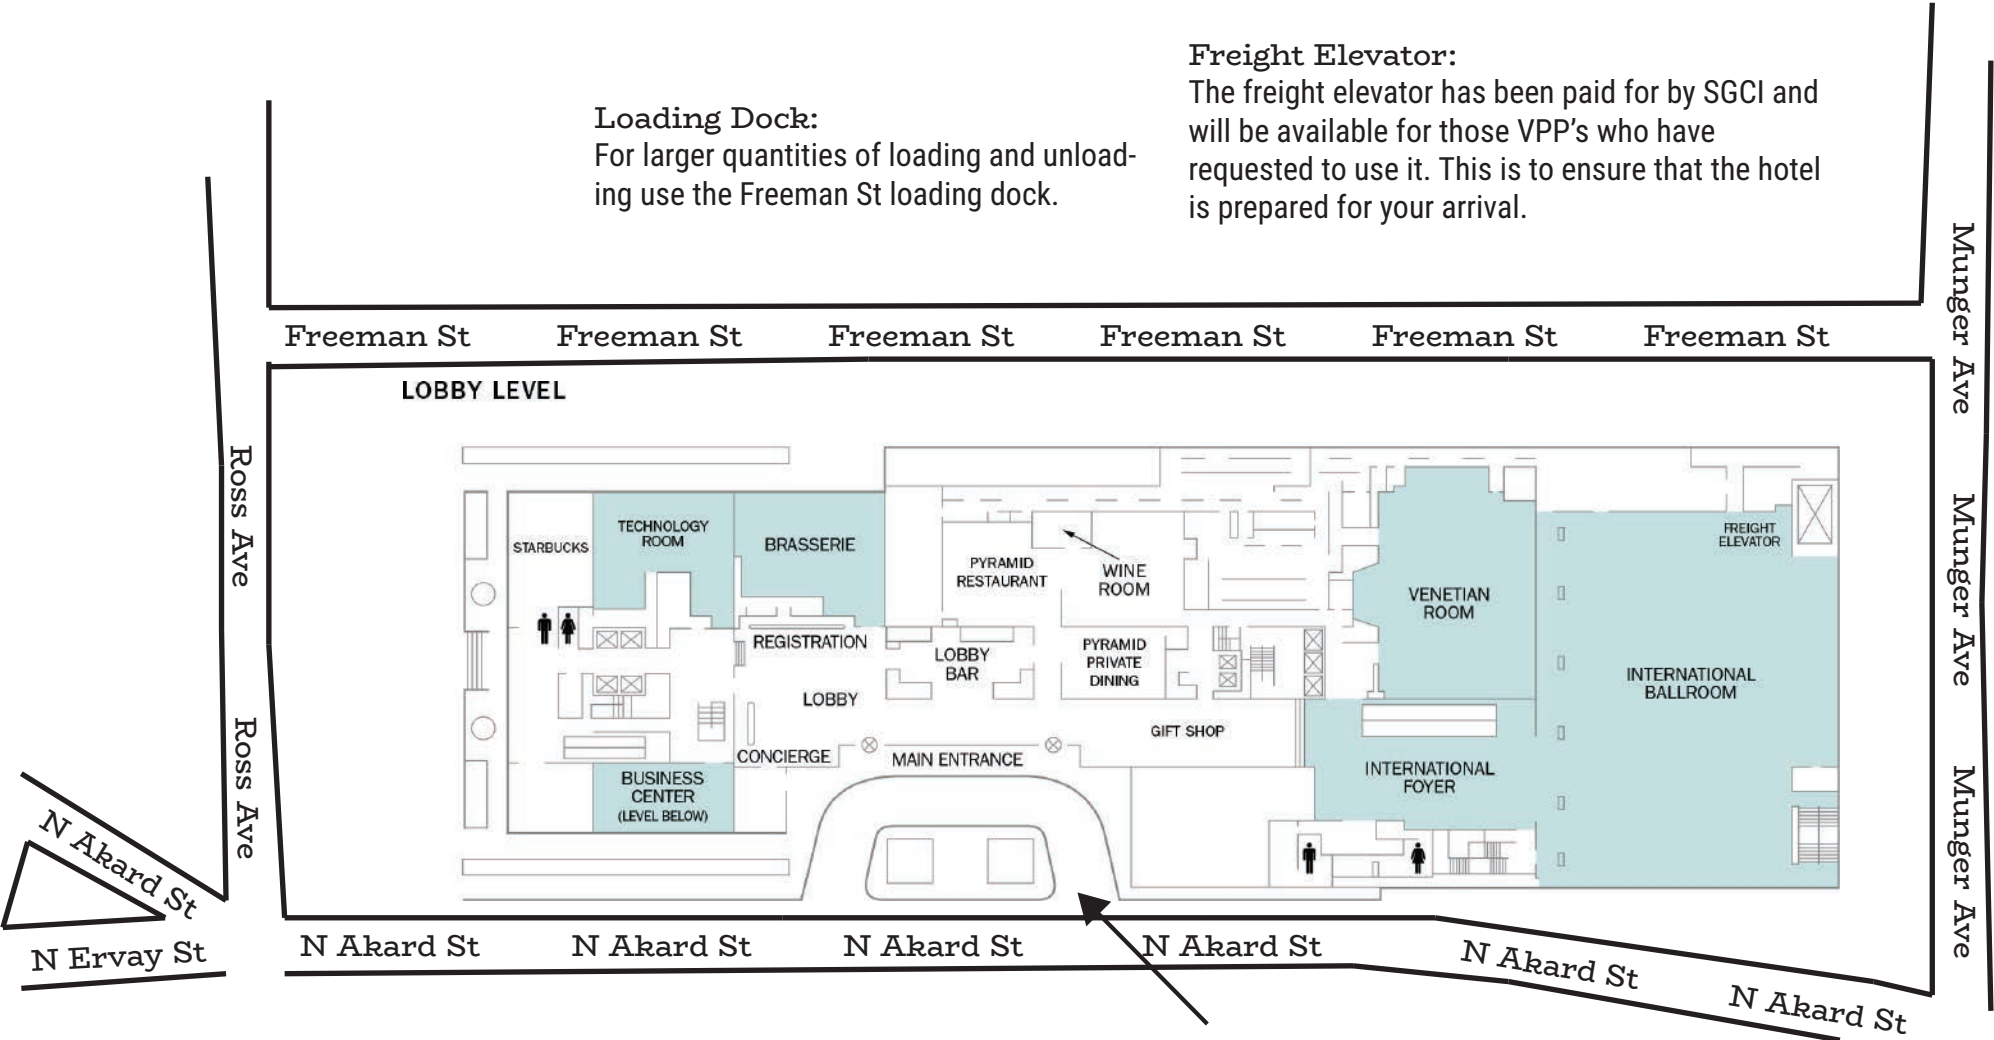 Freight Elevator:
The freight elevator has been paid for by SGCI and
will be available for those VPP’s who have
requested to use it. This is to ensure that the hotel
is prepared for your arrival.
Loading Dock:
For larger quantities of loading and unload-
ing use the Freeman St loading dock.
Freeman St Freeman St Freeman St Freeman St Freeman St Freeman St
Munger Ave
Munger Ave
Munger Ave
Ross Ave
Ross Ave
LOBBY LEVEL
STARBUCKS
TECHNOLOGY
ROOM
BRASSERIE
PYRAMID
RESTAURANT
WINE
ROOM
VENETIAN
ROOM
FREIGHT
ELEVATOR
REGISTRATION
LOBBY
BAR
PYRAMID
PRIVATE
DINING
INTERNATIONAL
BALLROOM
LOBBY
GIFT SHOP
CONCIERGE
MAIN ENTRANCE
BUSINESS
CENTER
(LEVEL BELOW)
INTERNATIONAL
FOYER
N Akard St
N Ervay St
N Akard St N Akard St N Akard St N Akard St N Akard St N Akard St